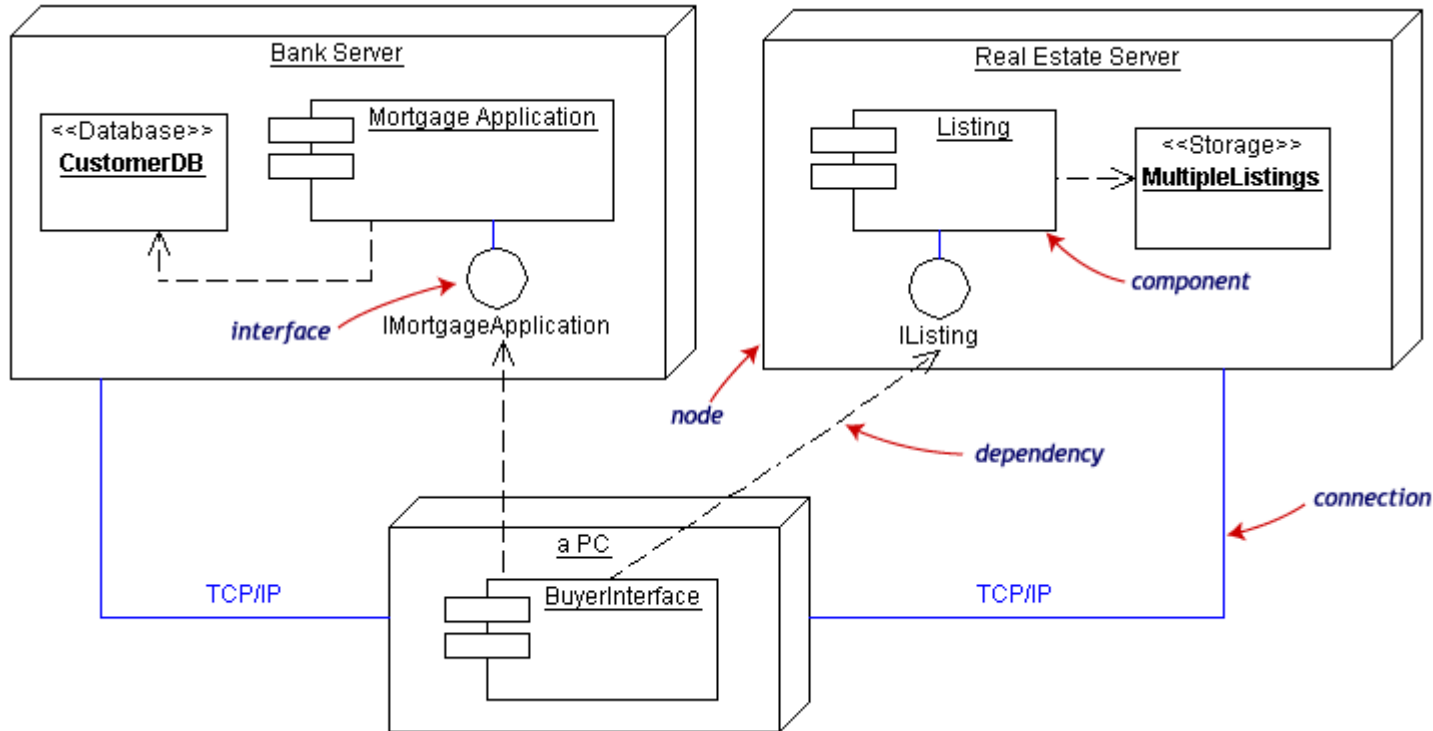 Bank Server
<<Database>>
CustomerDB
Mortgage Application
interface
IMortgageApplication
Real Estate Server
Listing
<<Storage>>
MultipleListings
component
IListing
node
dependency
connection
a PC
BuyerInterface
TCP/IP
TCP/IP